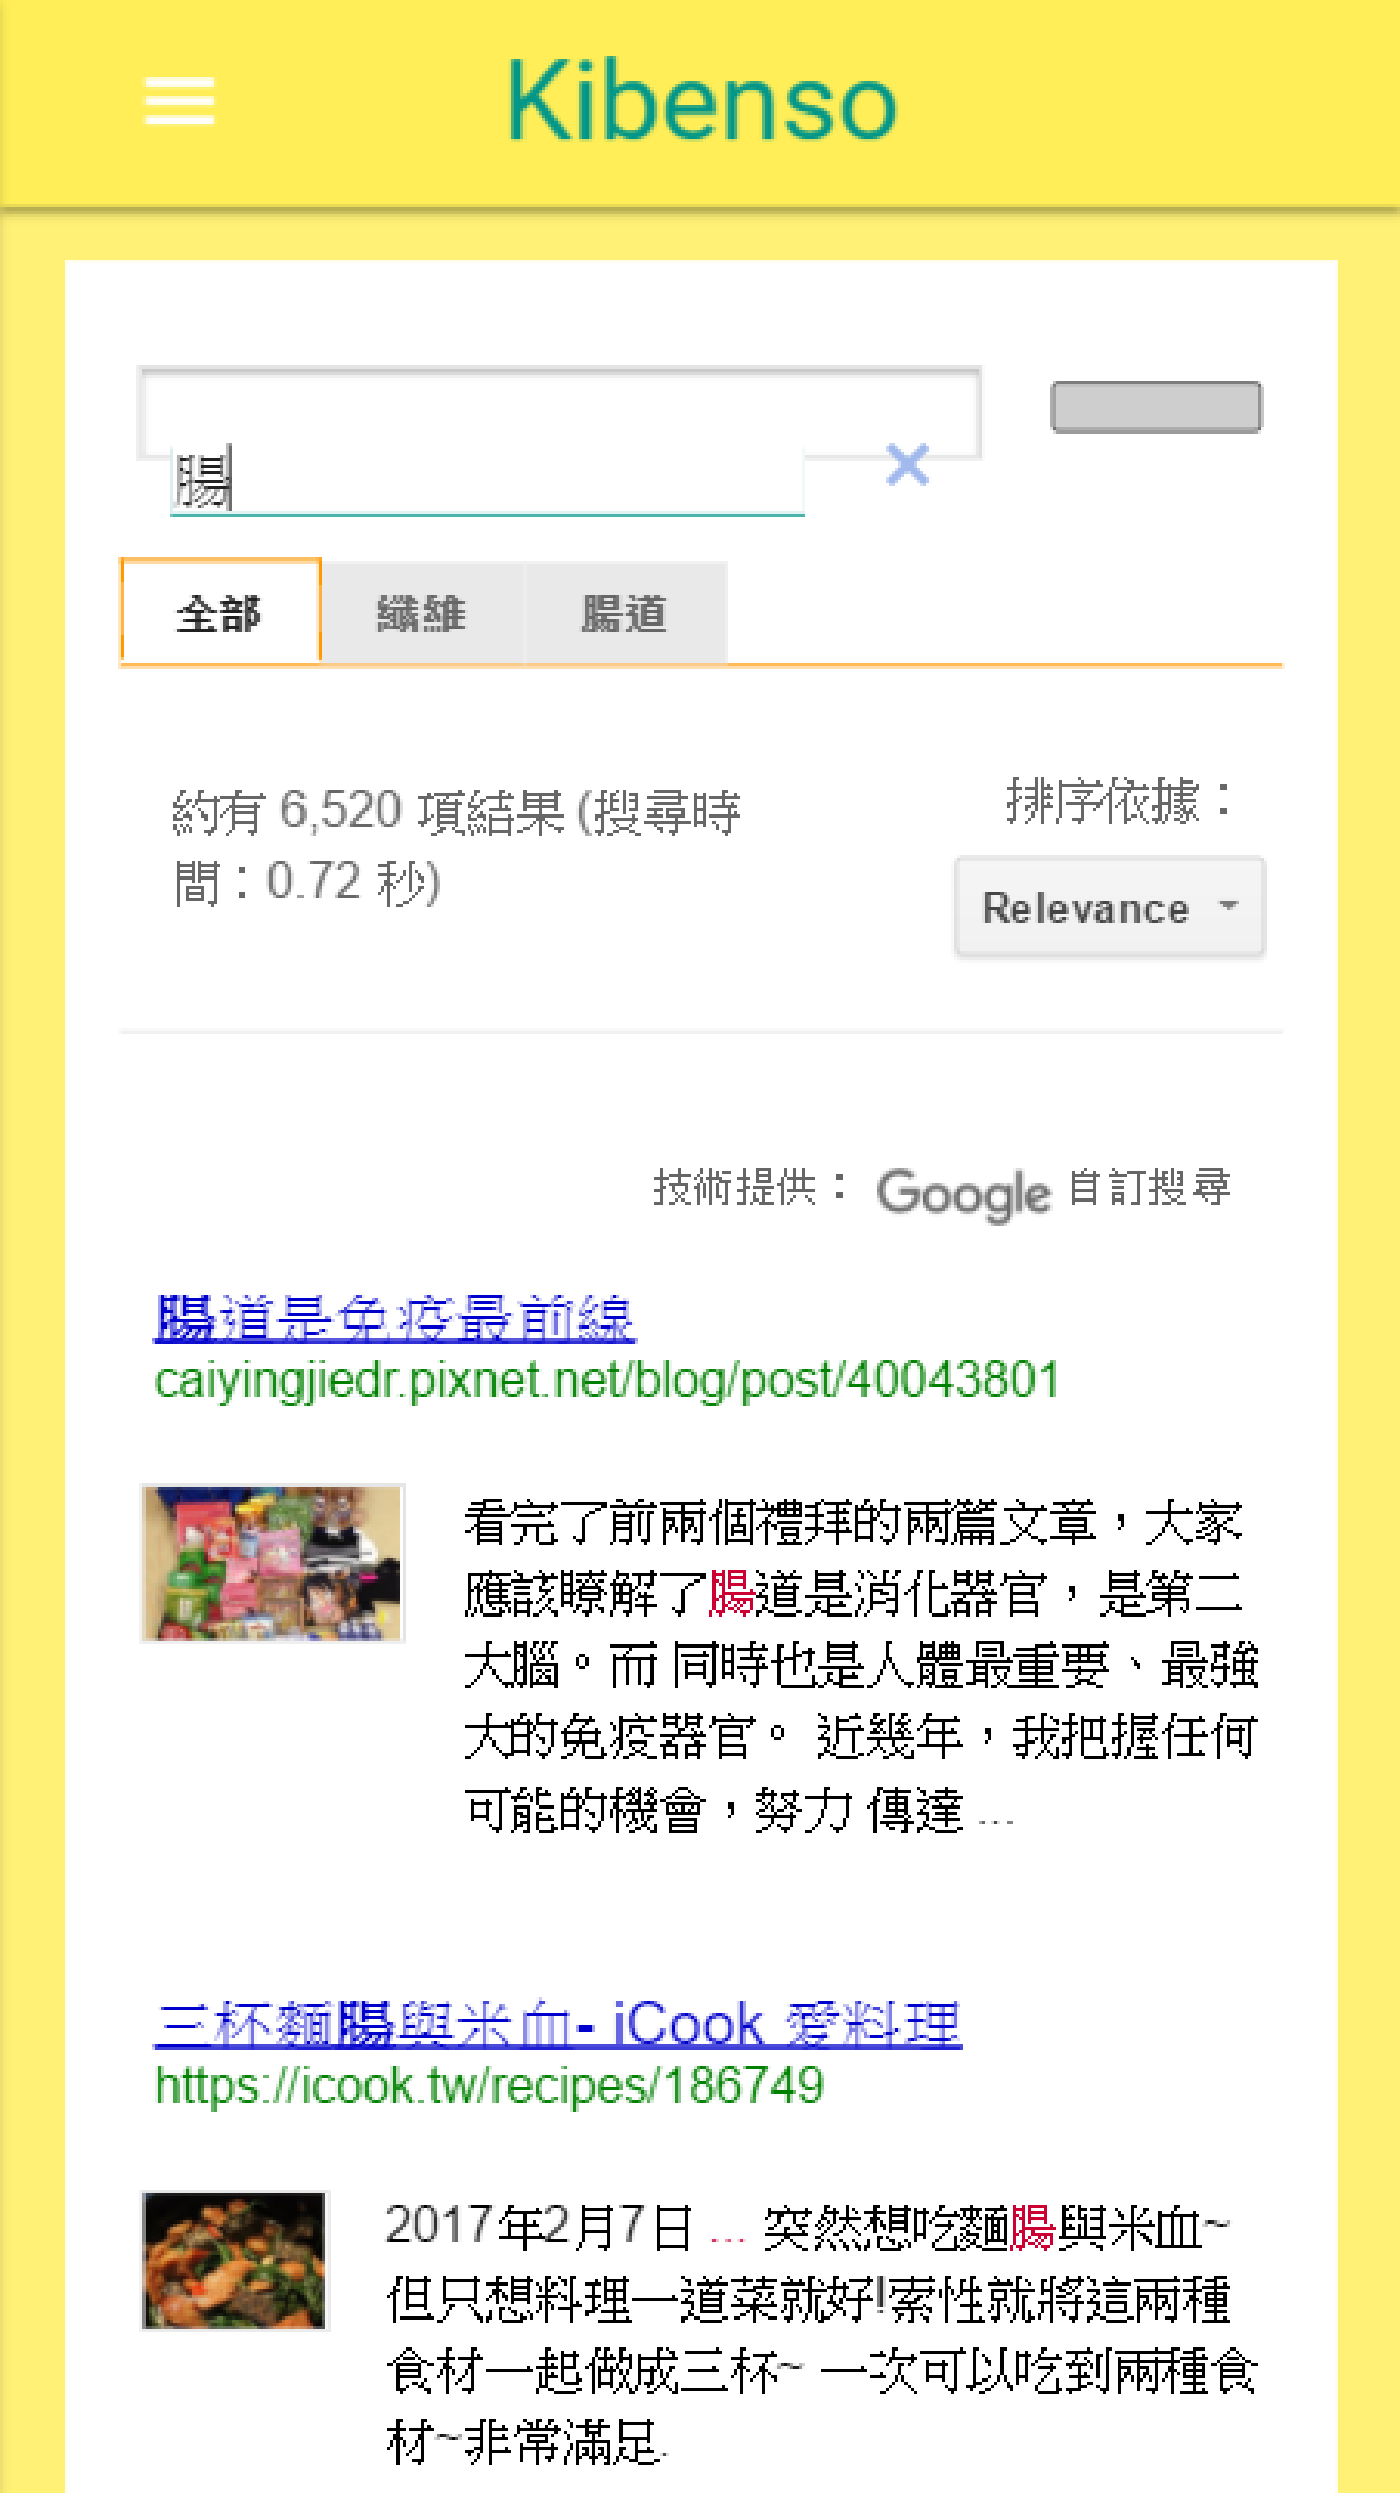 Kibenso
腸
全部 纖維 腸道
約有 6,520 項結果 (搜尋時
間：0.72 秒)
排序依據：
Relevance
技術提供： Google 自訂搜尋
腸道是免疫最前線
caiyingjiedr.pixnet.net/blog/post/40043801
看完了前兩個禮拜的兩篇文章，大家
應該瞭解了腸道是消化器官，是第二
大腦。而 同時也是人體最重要、最強
大的免疫器官。 近幾年，我把握任何
可能的機會，努力 傳達 ...
三杯麵腸與米血- iCook 愛料理
https://icook.tw/recipes/186749
2017年2月7日 ... 突然想吃麵腸與米血~
但只想料理一道菜就好!索性就將這兩種
食材一起做成三杯~ 一次可以吃到兩種食
材~非常滿足.